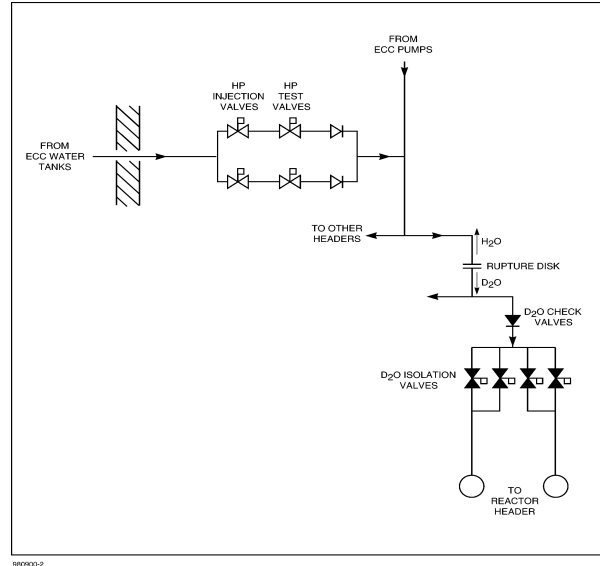 FROM
ECC PUMPS
HP
INJECTION
VALVES
HP
TEST
VALVES
FROM
ECC WATER
TANKS
TO OTHER
HEADERS
H2O
RUPTURE DISK
D2O
D2O CHECK
VALVES
D2O ISOLATION
VALVES
TO
REACTOR
HEADER
980900-2